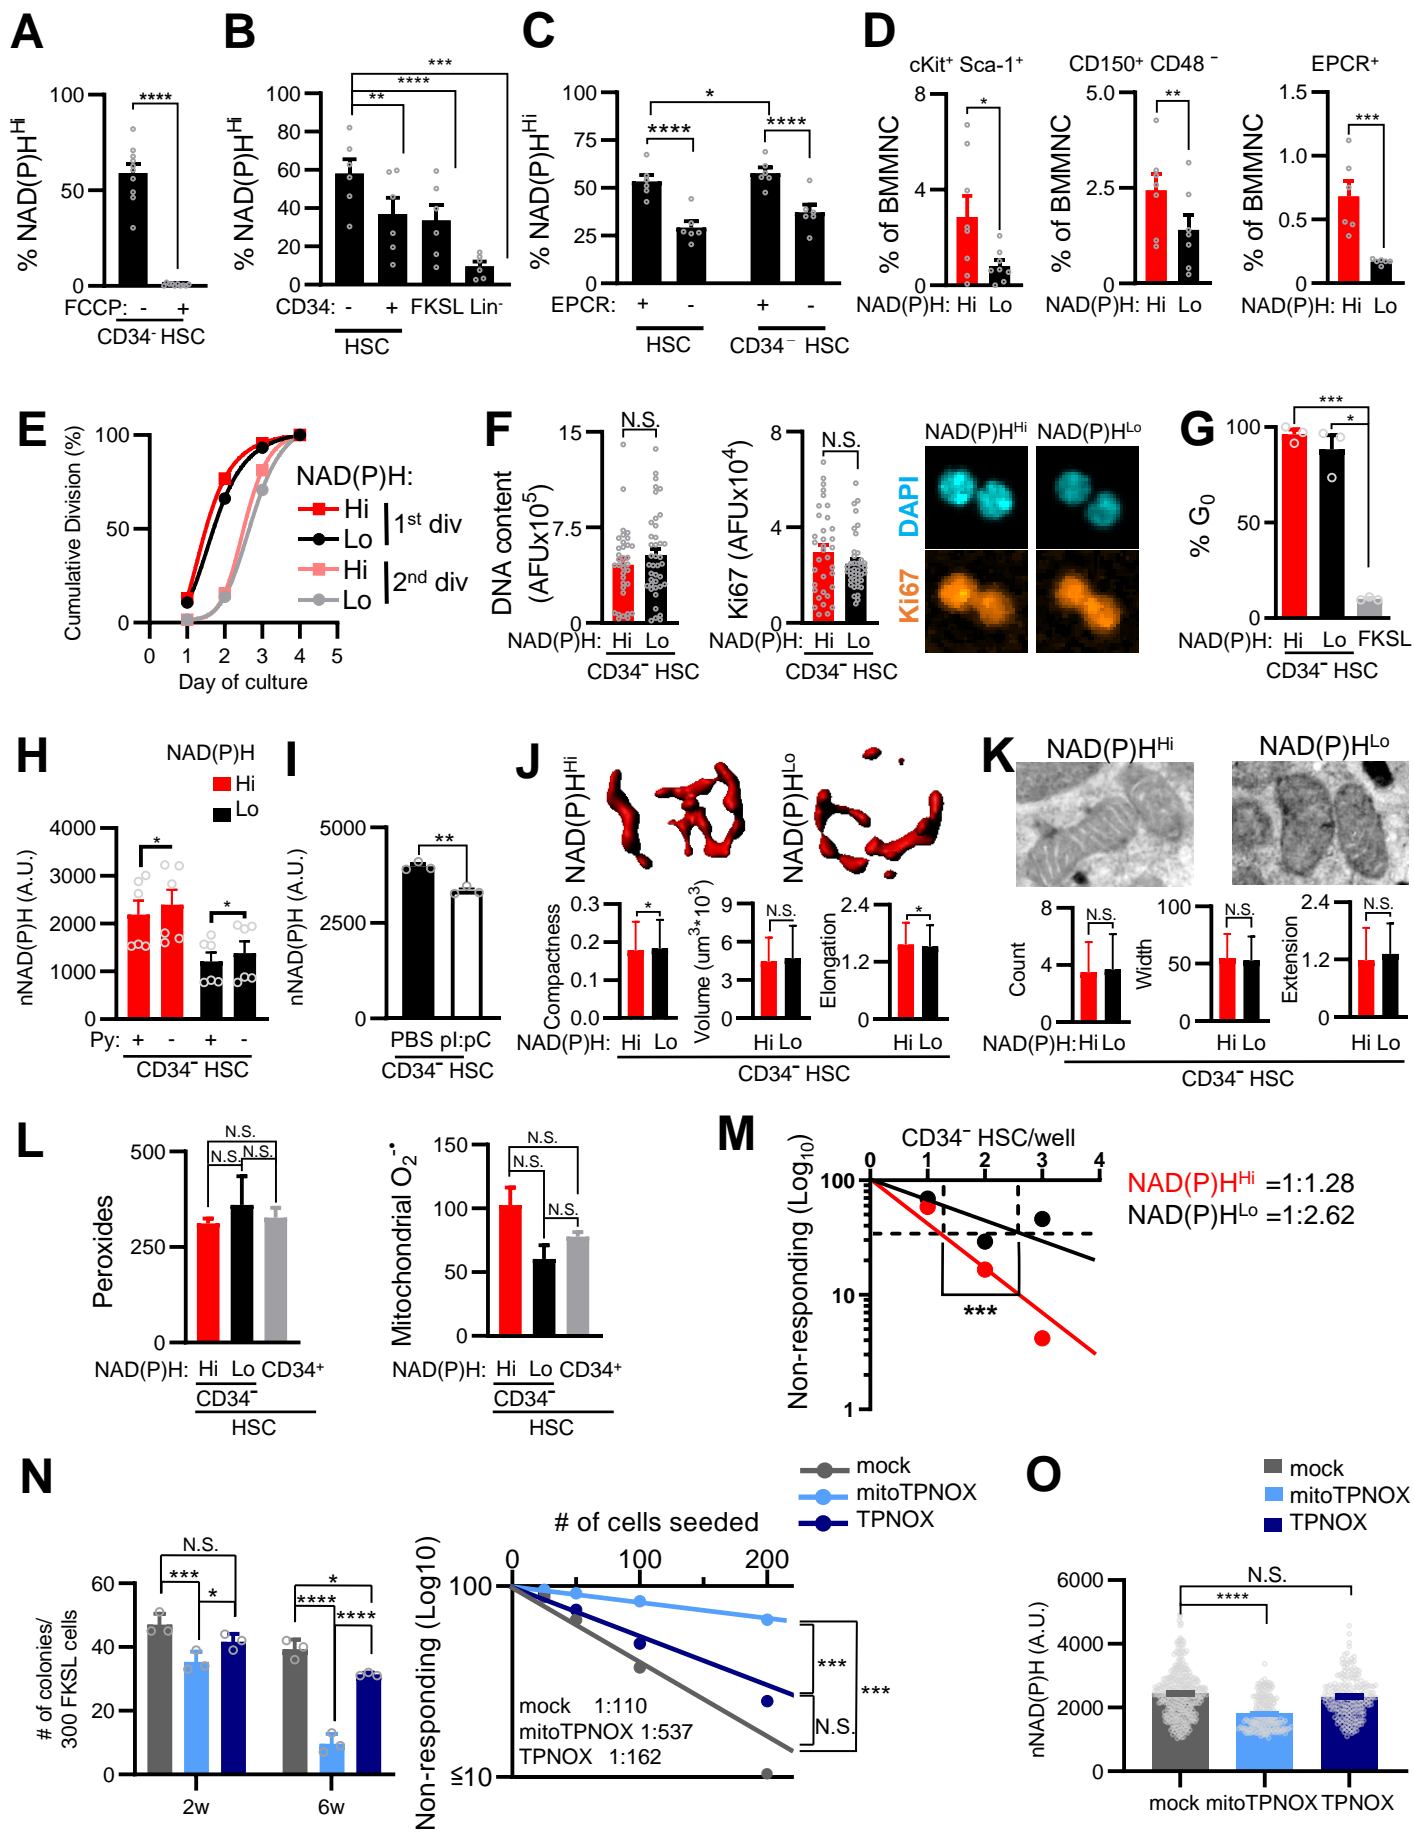 A
% NAD(P)H^Hi
100
50
0
****
FCCP: - +
CD34⁻ HSC
B
% NAD(P)H^Hi
100
80
60
40
20
0
***
****
**
CD34: - + FKSL Lin⁻
HSC
C
% NAD(P)H^Hi
100
75
50
25
0
*
**** ****
EPCR: + - + -
HSC CD34⁻ HSC
D
cKit⁺ Sca-1⁺
% of BMMNC
8
4
0
*
NAD(P)H: Hi Lo
CD150⁺ CD48⁻
% of BMMNC
5.0
2.5
0
**
NAD(P)H: Hi Lo
EPCR⁺
% of BMMNC
1.5
1.0
0.5
0
***
NAD(P)H: Hi Lo
E
Cumulative Division (%)
100
50
0
0 1 2 3 4 5
Day of culture
NAD(P)H:
Hi
Lo
1st div
Hi
Lo
2nd div
F
DNA content
(AFUx10⁵)
15
7.5
0
N.S.
NAD(P)H: Hi Lo
CD34⁻ HSC
Ki67 (AFUx10⁴)
8
4
0
N.S.
NAD(P)H: Hi Lo
CD34⁻ HSC
NAD(P)H^Hi NAD(P)H^Lo
DAPI
Ki67
G
% G₀
100
50
0
***
*
NAD(P)H: Hi Lo FKSL
CD34⁻ HSC
H
NAD(P)H
Hi
Lo
nNAD(P)H (A.U.)
4000
3000
2000
1000
0
* *
Py: + - + -
CD34⁻ HSC
I
nNAD(P)H (A.U.)
5000
2500
0
**
PBS pI:pC
CD34⁻ HSC
J
NAD(P)H^Hi
NAD(P)H^Lo
Compactness
0.3
0.2
0.1
0.0
*
NAD(P)H: Hi Lo
Volume (um³*10³)
9
6
3
0
N.S.
Hi Lo
Elongation
2.4
1.2
0
*
Hi Lo
CD34⁻ HSC
K
NAD(P)H^Hi
NAD(P)H^Lo
Count
8
4
0
N.S.
NAD(P)H: Hi Lo
Width
100
50
0
N.S.
Hi Lo
Extension
2.4
1.2
0
N.S.
Hi Lo
CD34⁻ HSC
L
Peroxides
500
250
0
N.S.
N.S. N.S.
NAD(P)H: Hi Lo CD34⁺
CD34⁻
HSC
Mitochondrial O₂⁻•
150
100
50
0
N.S.
N.S.
N.S.
NAD(P)H: Hi Lo CD34⁺
CD34⁻
HSC
M
CD34⁻ HSC/well
0 1 2 3 4
Non-responding (Log₁₀)
100
10
1
***
NAD(P)H^Hi =1:1.28
NAD(P)H^Lo =1:2.62
N
# of colonies/
300 FKSL cells
60
40
20
0
N.S.
***
*
*
****
****
2w 6w
mock
mitoTPNOX
TPNOX
# of cells seeded
0 100 200
Non-responding (Log10)
100
≤10
mock 1:110
mitoTPNOX 1:537
TPNOX 1:162
***
N.S.
***
O
mock
mitoTPNOX
TPNOX
nNAD(P)H (A.U.)
6000
4000
2000
0
N.S.
****
mock mitoTPNOX TPNOX